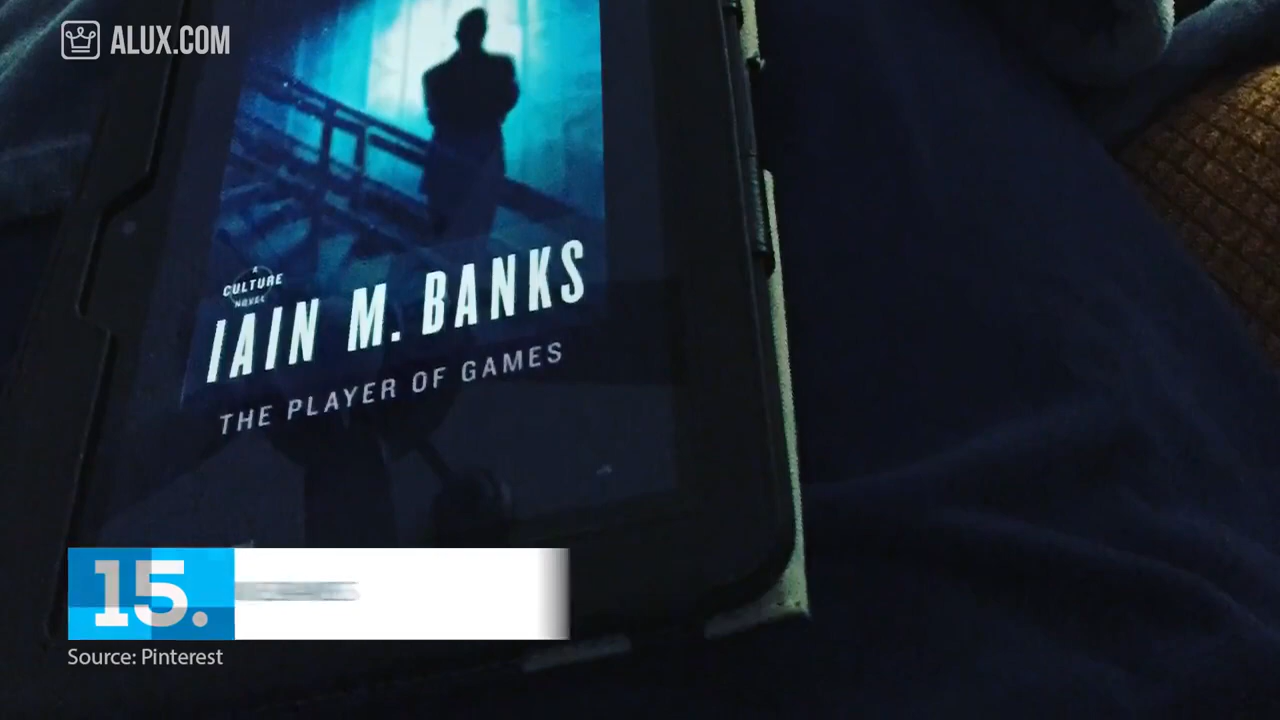 ALUX.COM
A
CULTURE
NOVEL
IAIN M. BANKS
THE PLAYER OF GAMES
15.
Source: Pinterest